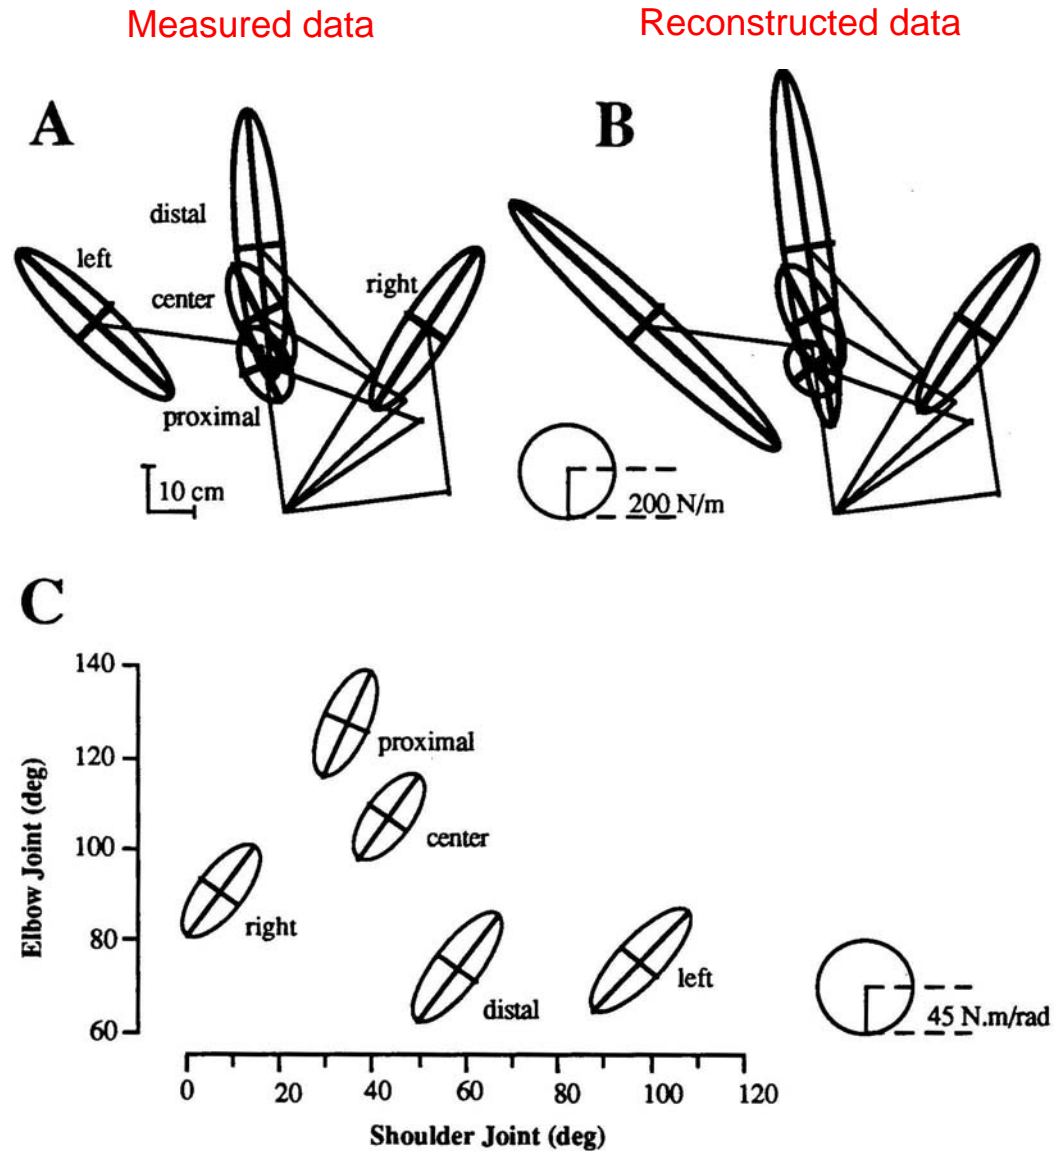 Measured data
Reconstructed data
A
B
distal
left
center
right
proximal
10 cm
200 N/m
C
140
120
100
80
60
Elbow Joint (deg)
proximal
center
right
distal
left
45 N.m/rad
0 20 40 60 80 100 120
Shoulder Joint (deg)